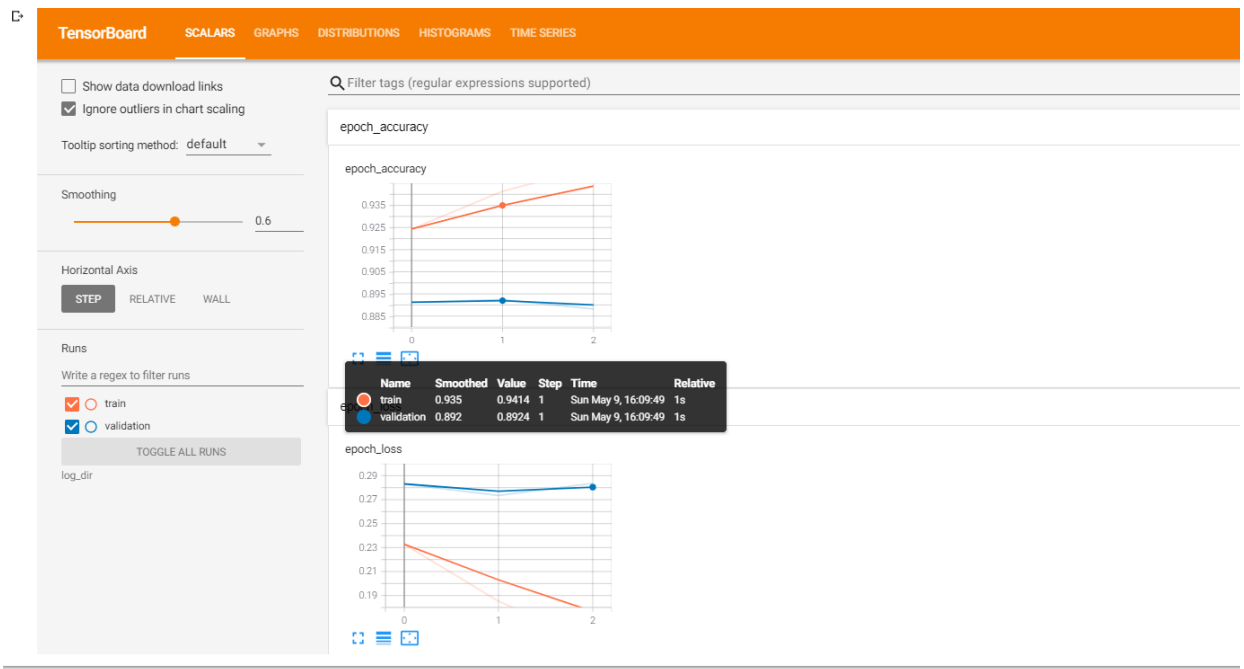 TensorBoard SCALARS GRAPHS DISTRIBUTIONS HISTOGRAMS TIME SERIES
Show data download links
Ignore outliers in chart scaling
Tooltip sorting method: default
Smoothing
0.6
Horizontal Axis
STEP RELATIVE WALL
Runs
Write a regex to filter runs
train
validation
TOGGLE ALL RUNS
log_dir
Filter tags (regular expressions supported)
epoch_accuracy
epoch_accuracy
0.935
0.925
0.915
0.905
0.895
0.885
0 1 2
Name Smoothed Value Step Time Relative
train 0.935 0.9414 1 Sun May 9, 16:09:49 1s
validation 0.892 0.8924 1 Sun May 9, 16:09:49 1s
epoch_loss
epoch_loss
0.29
0.27
0.25
0.23
0.21
0.19
0 1 2